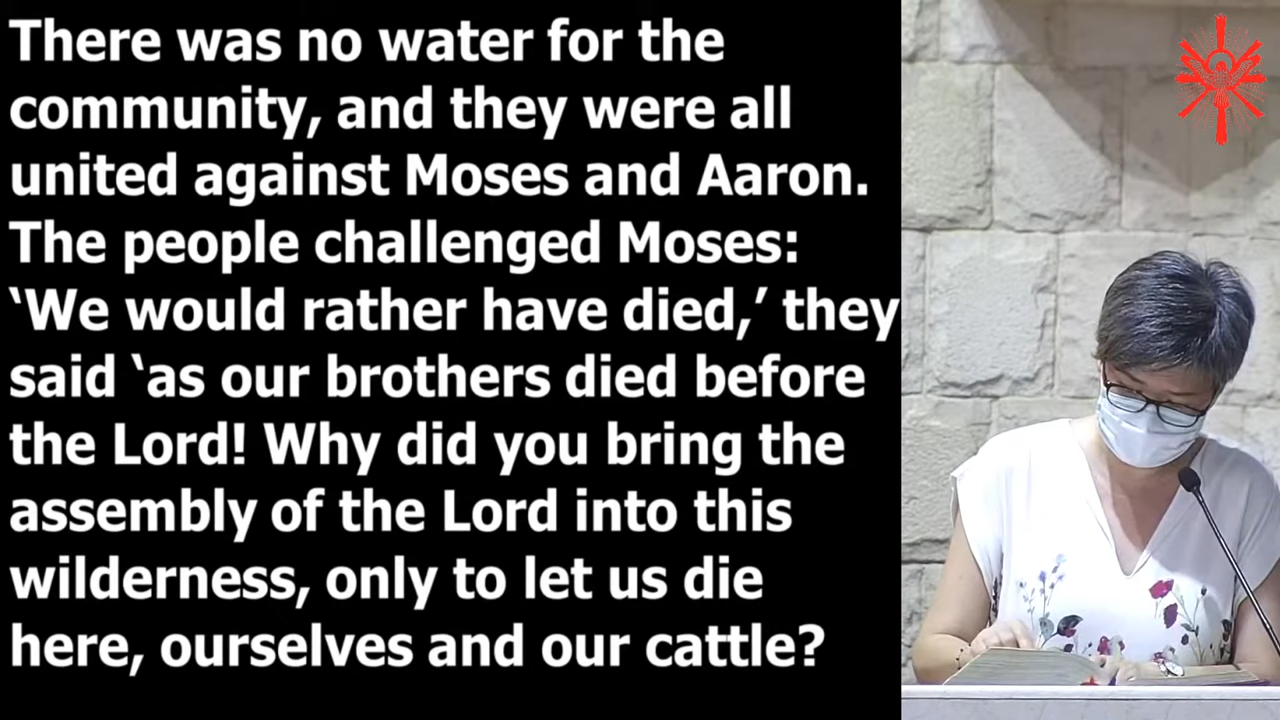 There was no water for the
community, and they were all
united against Moses and Aaron.
The people challenged Moses:
‘We would rather have died,’ they
said ‘as our brothers died before
the Lord! Why did you bring the
assembly of the Lord into this
wilderness, only to let us die
here, ourselves and our cattle?